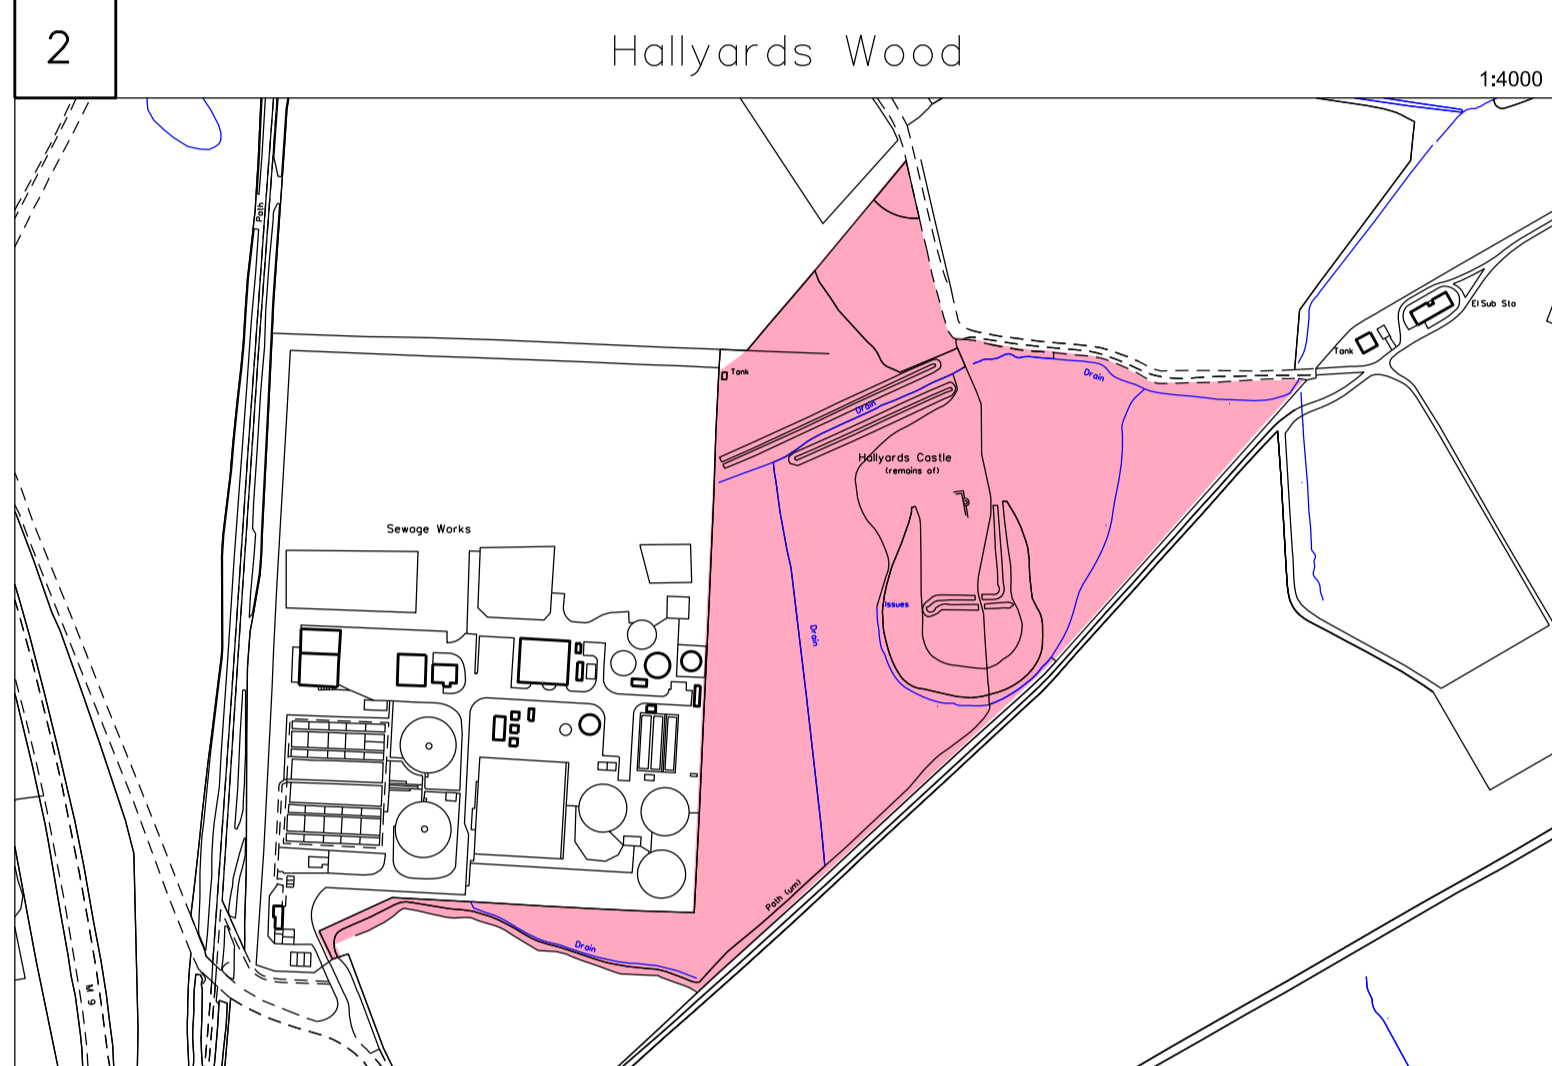 2
Hallyards Wood
1:4000
Path
El Sub Sta
Tank
Tank
Drain
Drain
Hallyards Castle
(remains of)
Sewage Works
Issues
Drain
Path (um)
Drain
M 9